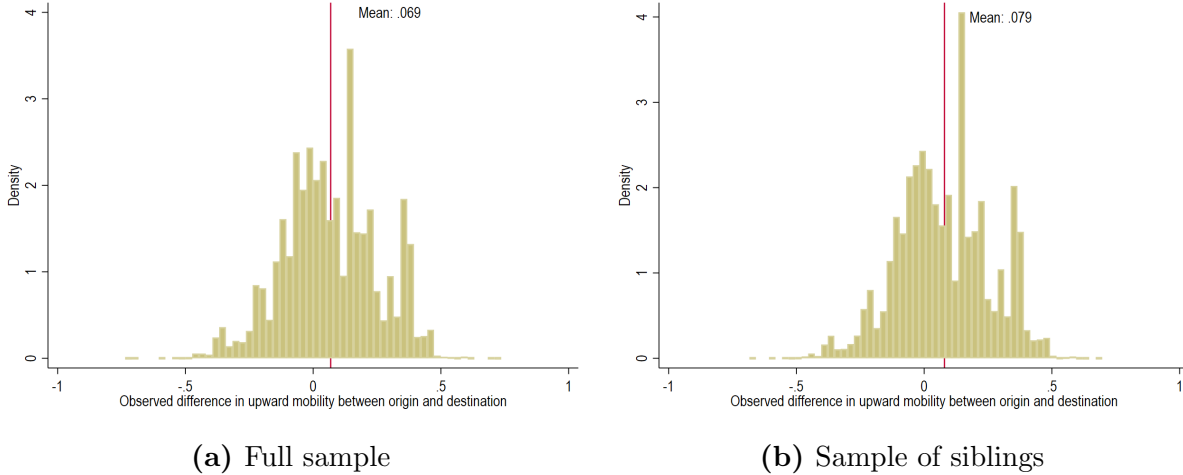 Mean: .069
Density
0
1
2
3
4
-1
-.5
0
.5
1
Observed difference in upward mobility between origin and destination
(a) Full sample
Mean: .079
Density
0
1
2
3
4
-1
-.5
0
.5
1
Observed difference in upward mobility between origin and destination
(b) Sample of siblings